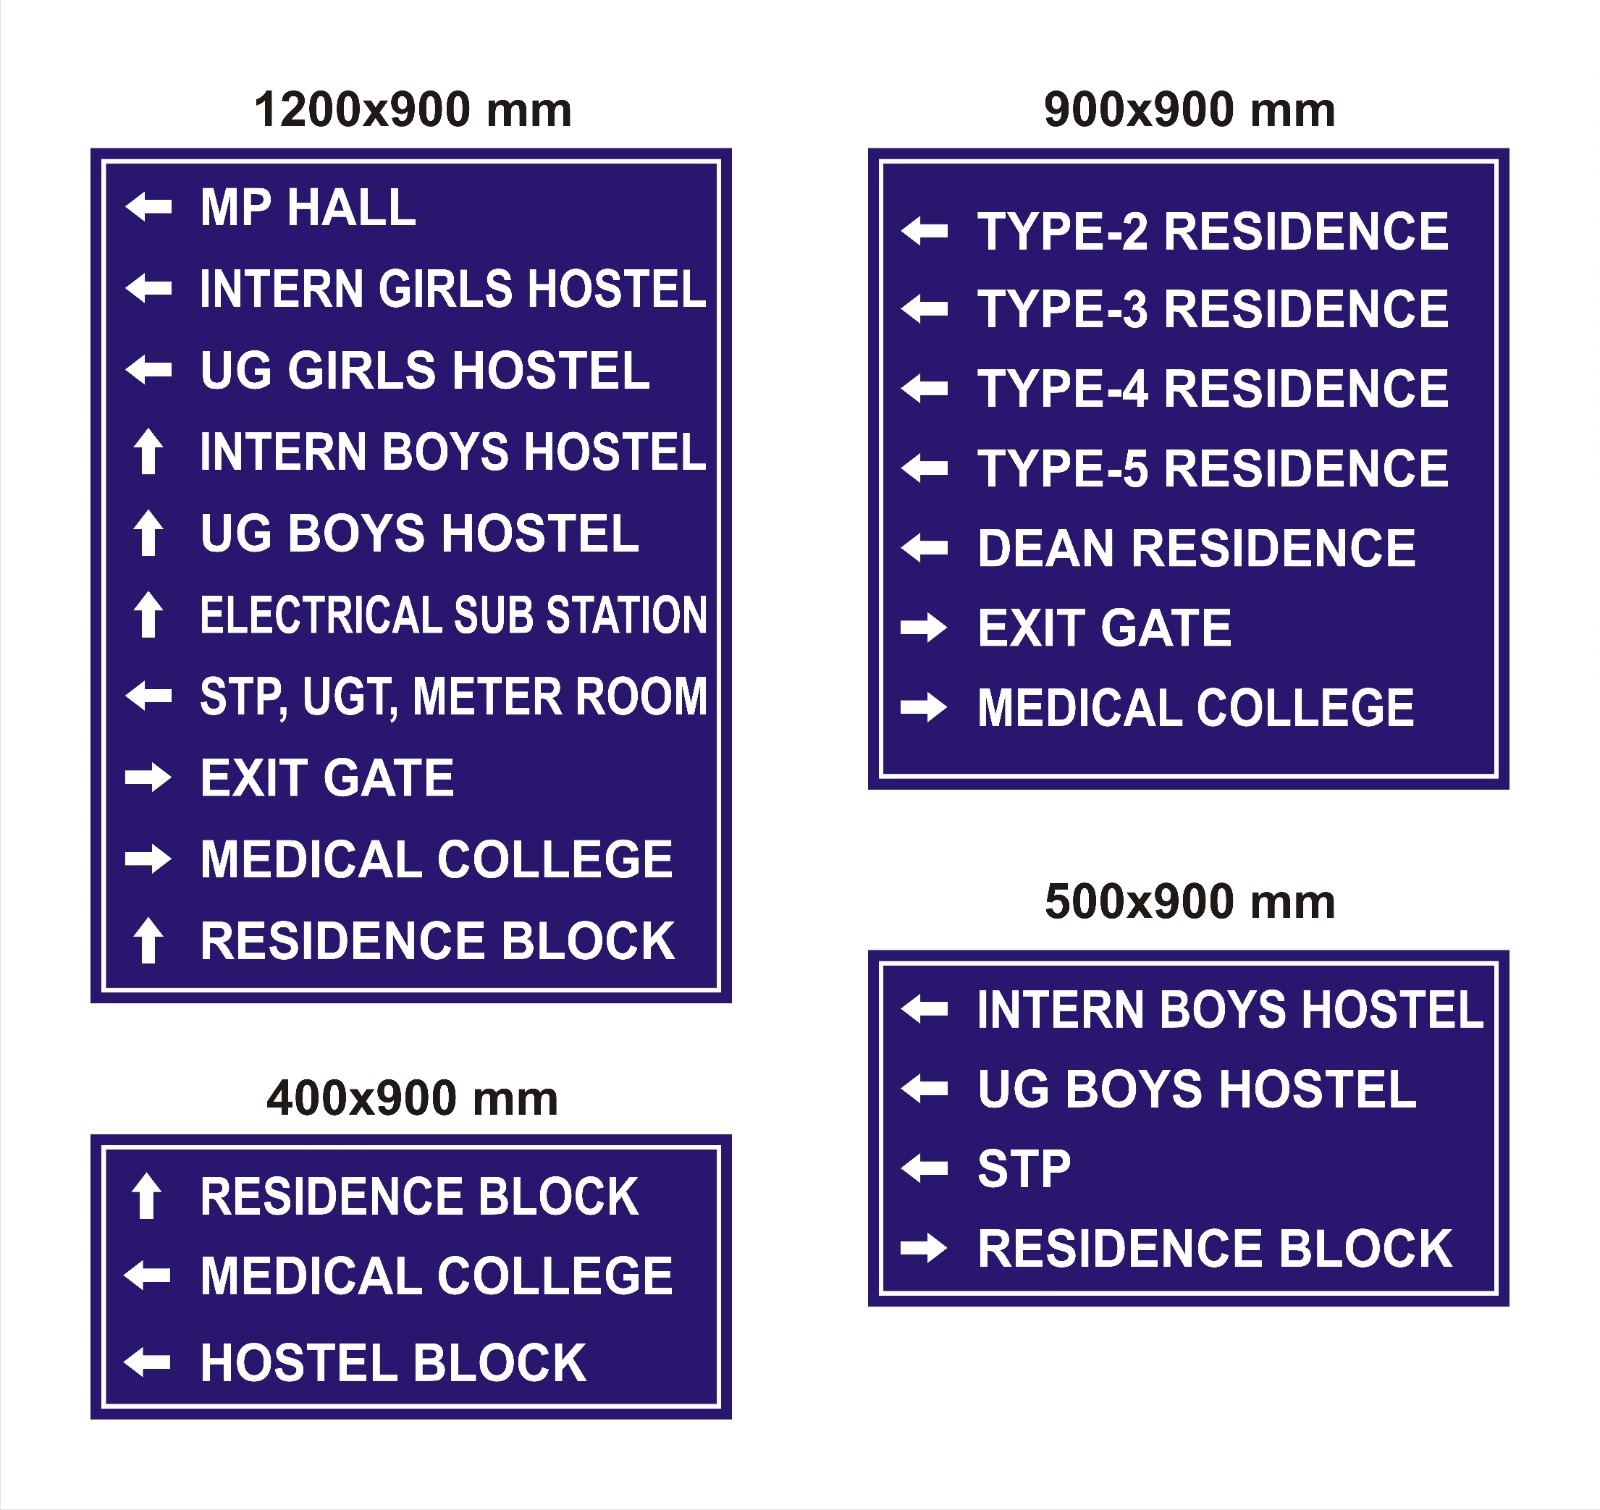 1200x900 mm
← MP HALL
← INTERN GIRLS HOSTEL
← UG GIRLS HOSTEL
↑ INTERN BOYS HOSTEL
↑ UG BOYS HOSTEL
↑ ELECTRICAL SUB STATION
← STP, UGT, METER ROOM
→ EXIT GATE
→ MEDICAL COLLEGE
↑ RESIDENCE BLOCK
400x900 mm
↑ RESIDENCE BLOCK
← MEDICAL COLLEGE
← HOSTEL BLOCK
900x900 mm
← TYPE-2 RESIDENCE
← TYPE-3 RESIDENCE
← TYPE-4 RESIDENCE
← TYPE-5 RESIDENCE
← DEAN RESIDENCE
→ EXIT GATE
→ MEDICAL COLLEGE
500x900 mm
← INTERN BOYS HOSTEL
← UG BOYS HOSTEL
← STP
→ RESIDENCE BLOCK